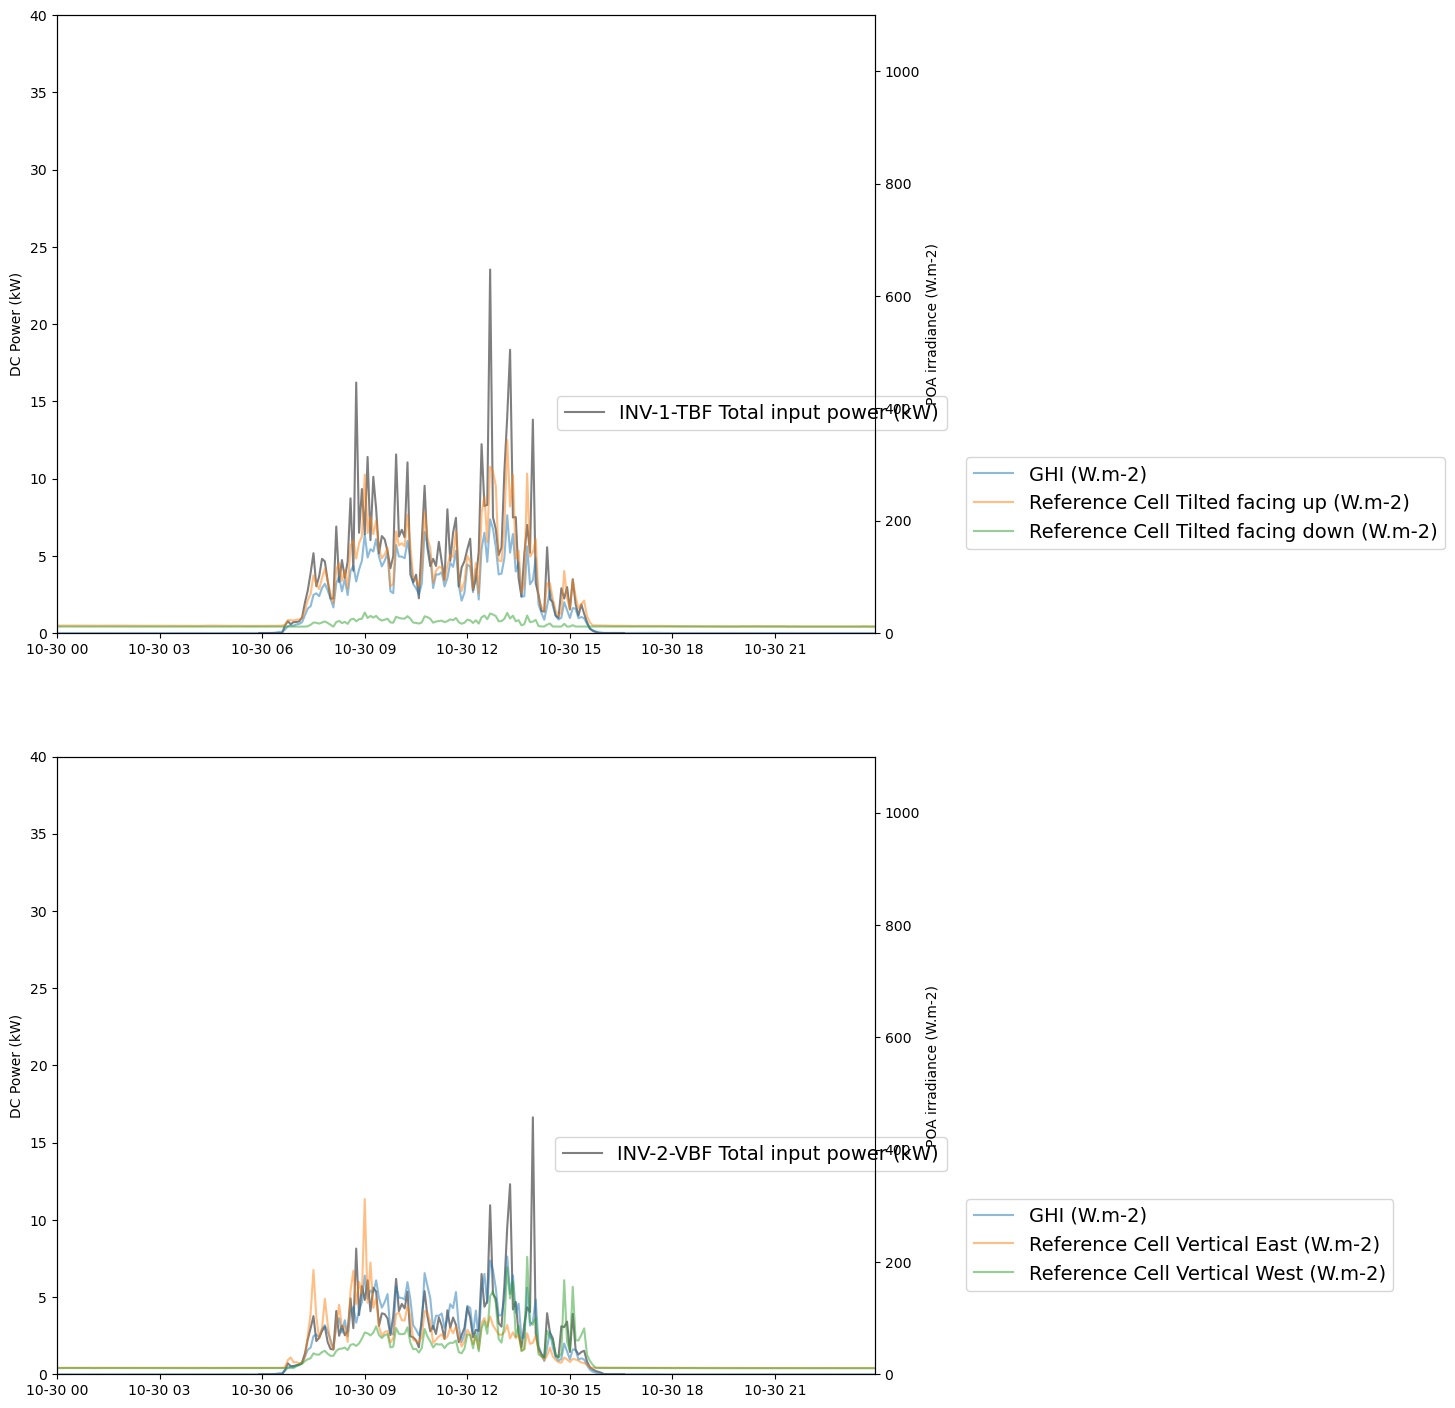 40
35
30
25
20
15
10
5
0
DC Power (kW)
1000
800
600
400
200
0
POA irradiance (W.m-2)
INV-1-TBF Total input power (kW)
GHI (W.m-2)
Reference Cell Tilted facing up (W.m-2)
Reference Cell Tilted facing down (W.m-2)
10-30 00 10-30 03 10-30 06 10-30 09 10-30 12 10-30 15 10-30 18 10-30 21
40
35
30
25
20
15
10
5
0
DC Power (kW)
1000
800
600
400
200
0
POA irradiance (W.m-2)
INV-2-VBF Total input power (kW)
GHI (W.m-2)
Reference Cell Vertical East (W.m-2)
Reference Cell Vertical West (W.m-2)
10-30 00 10-30 03 10-30 06 10-30 09 10-30 12 10-30 15 10-30 18 10-30 21